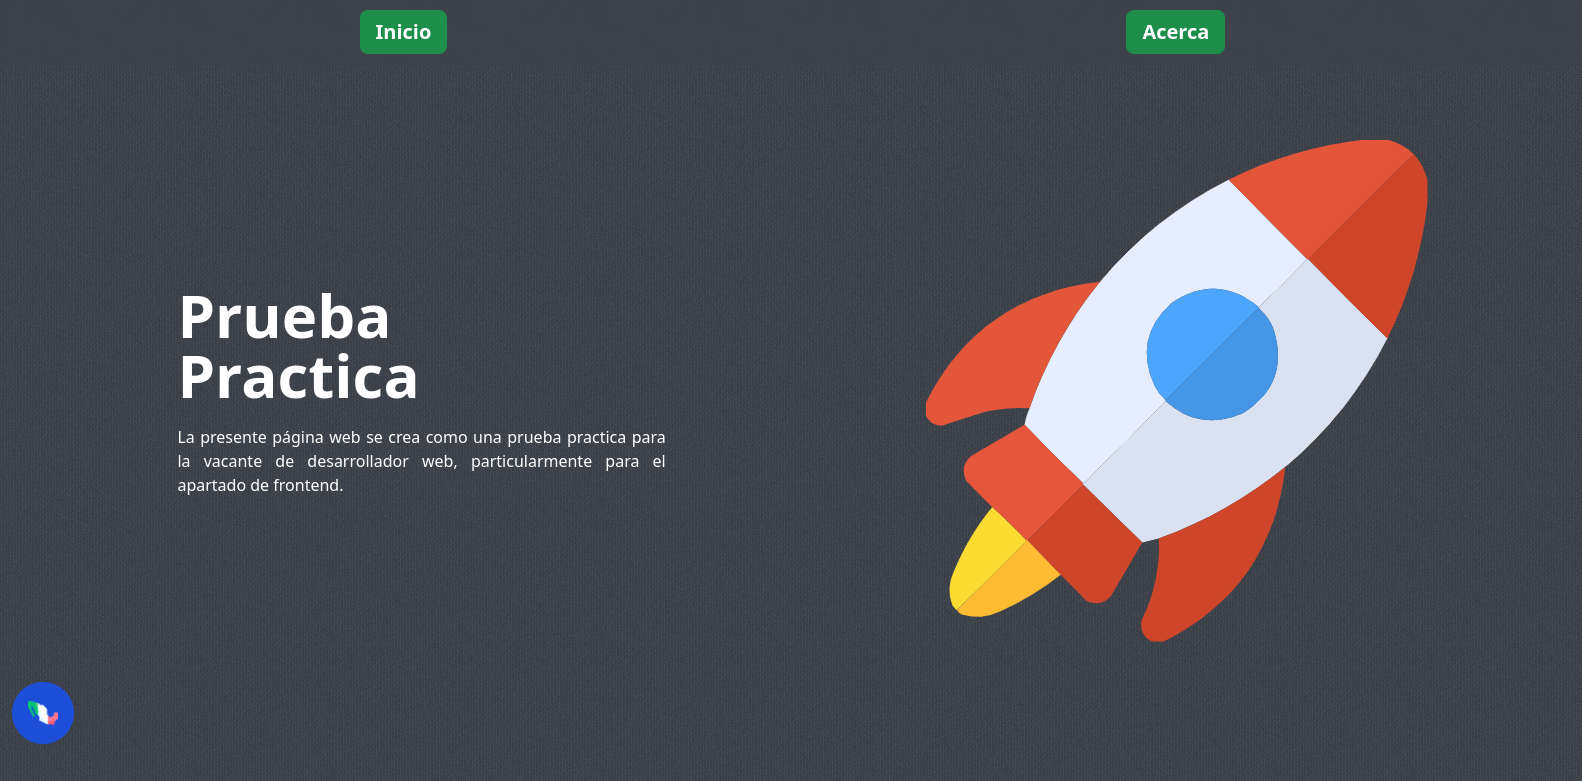 Inicio
Acerca
Prueba
Practica
La presente página web se crea como una prueba practica para
la vacante de desarrollador web, particularmente para el
apartado de frontend.